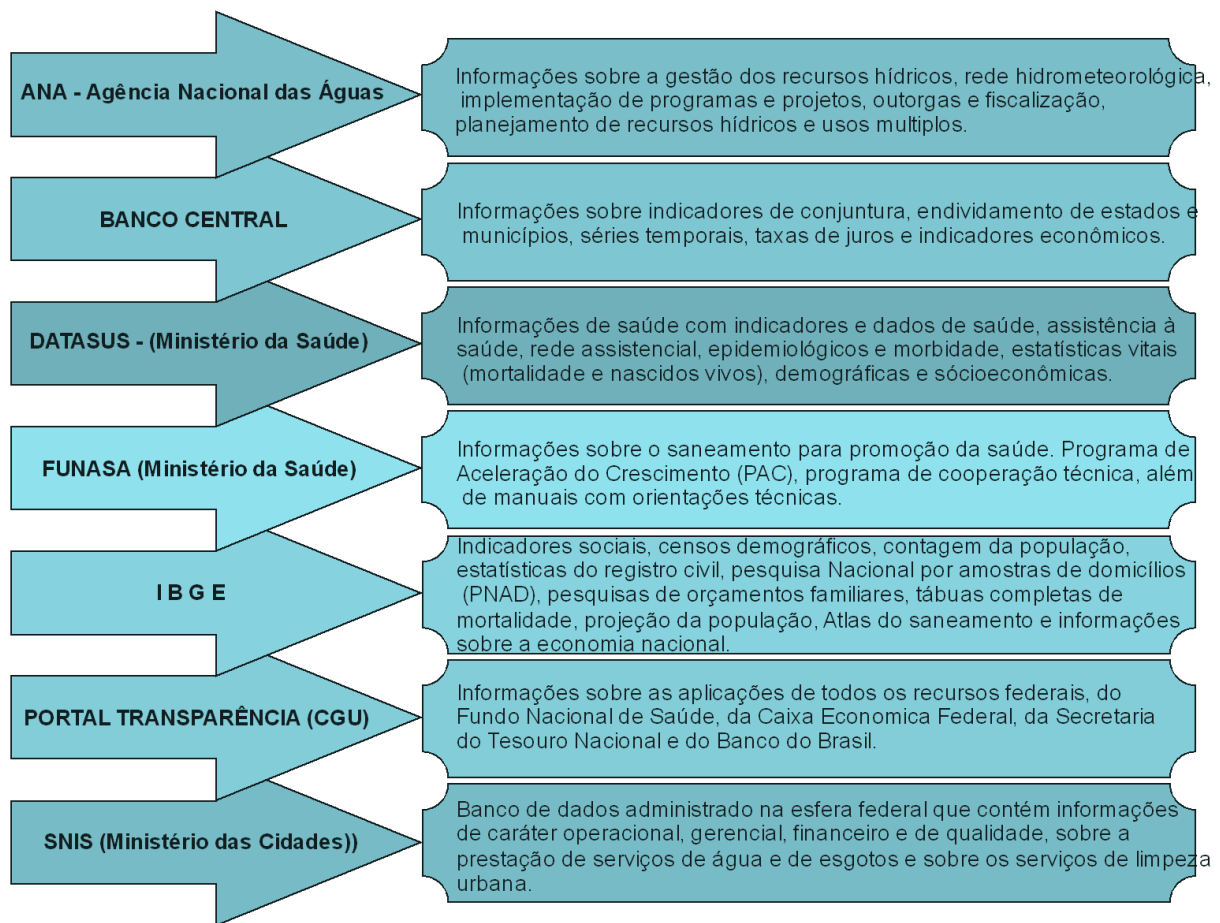 ANA - Agência Nacional das Águas
Informações sobre a gestão dos recursos hídricos, rede hidrometeorológica,
implementação de programas e projetos, outorgas e fiscalização,
planejamento de recursos hídricos e usos multiplos.
BANCO CENTRAL
Informações sobre indicadores de conjuntura, endividamento de estados e
municípios, séries temporais, taxas de juros e indicadores econômicos.
DATASUS - (Ministério da Saúde)
Informações de saúde com indicadores e dados de saúde, assistência à
saúde, rede assistencial, epidemiológicos e morbidade, estatísticas vitais
(mortalidade e nascidos vivos), demográficas e sócioeconômicas.
FUNASA (Ministério da Saúde)
Informações sobre o saneamento para promoção da saúde. Programa de
Aceleração do Crescimento (PAC), programa de cooperação técnica, além
de manuais com orientações técnicas.
I B G E
Indicadores sociais, censos demográficos, contagem da população,
estatísticas do registro civil, pesquisa Nacional por amostras de domicílios
(PNAD), pesquisas de orçamentos familiares, tábuas completas de
mortalidade, projeção da população, Atlas do saneamento e informações
sobre a economia nacional.
PORTAL TRANSPARÊNCIA (CGU)
Informações sobre as aplicações de todos os recursos federais, do
Fundo Nacional de Saúde, da Caixa Economica Federal, da Secretaria
do Tesouro Nacional e do Banco do Brasil.
SNIS (Ministério das Cidades))
Banco de dados administrado na esfera federal que contém informações
de caráter operacional, gerencial, financeiro e de qualidade, sobre a
prestação de serviços de água e de esgotos e sobre os serviços de limpeza
urbana.